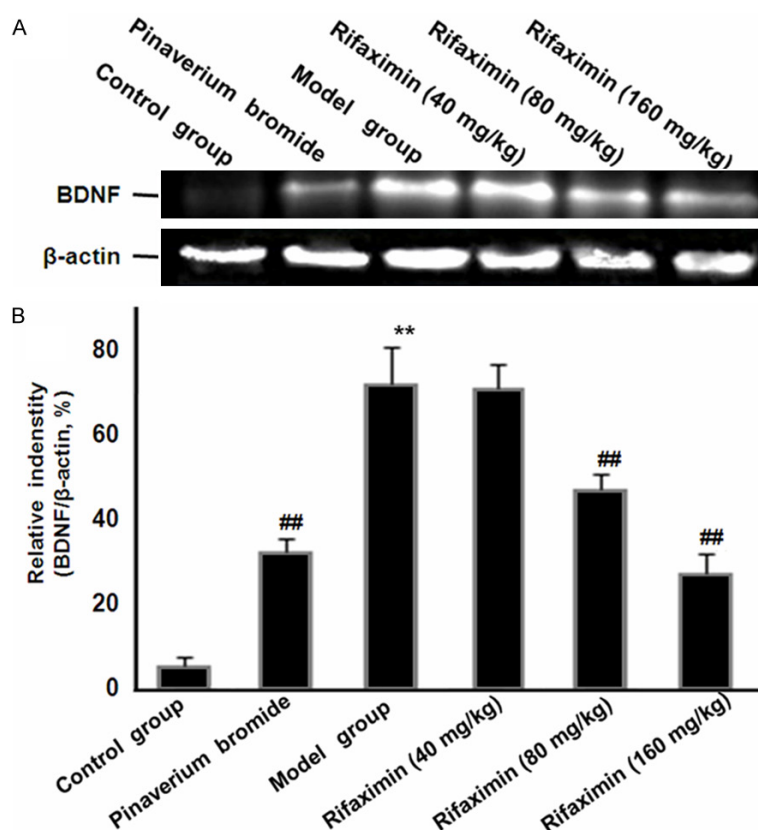 A
Control group
Pinaverium bromide
Model group
Rifaximin (40 mg/kg)
Rifaximin (80 mg/kg)
Rifaximin (160 mg/kg)
BDNF
β-actin
B
Relative indenstity
(BDNF/β-actin, %)
80
60
40
20
0
##
**
##
##
Control group
Pinaverium bromide
Model group
Rifaximin (40 mg/kg)
Rifaximin (80 mg/kg)
Rifaximin (160 mg/kg)